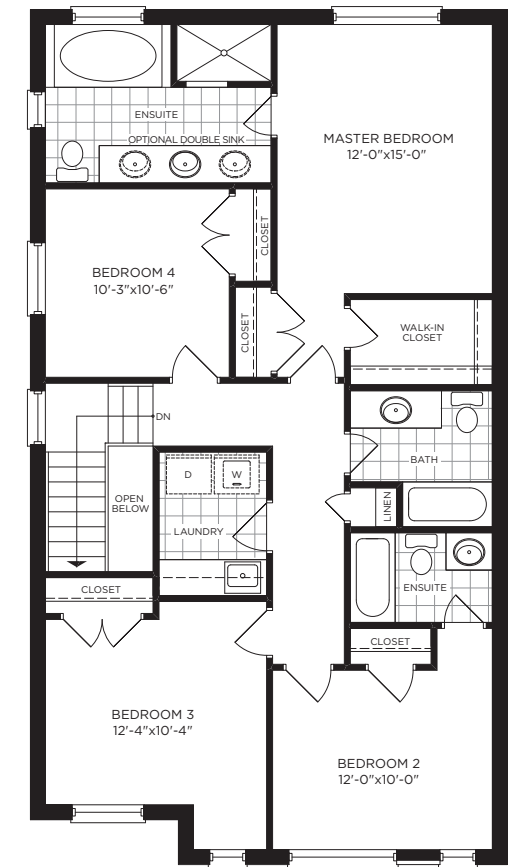 ENSUITE
OPTIONAL DOUBLE SINK
MASTER BEDROOM
12'-0"x15'-0"
CLOSET
BEDROOM 4
10'-3"x10'-6"
CLOSET
WALK-IN
CLOSET
DN
BATH
D
W
OPEN
BELOW
LINEN
LAUNDRY
ENSUITE
CLOSET
CLOSET
BEDROOM 3
12'-4"x10'-4"
BEDROOM 2
12'-0"x10'-0"